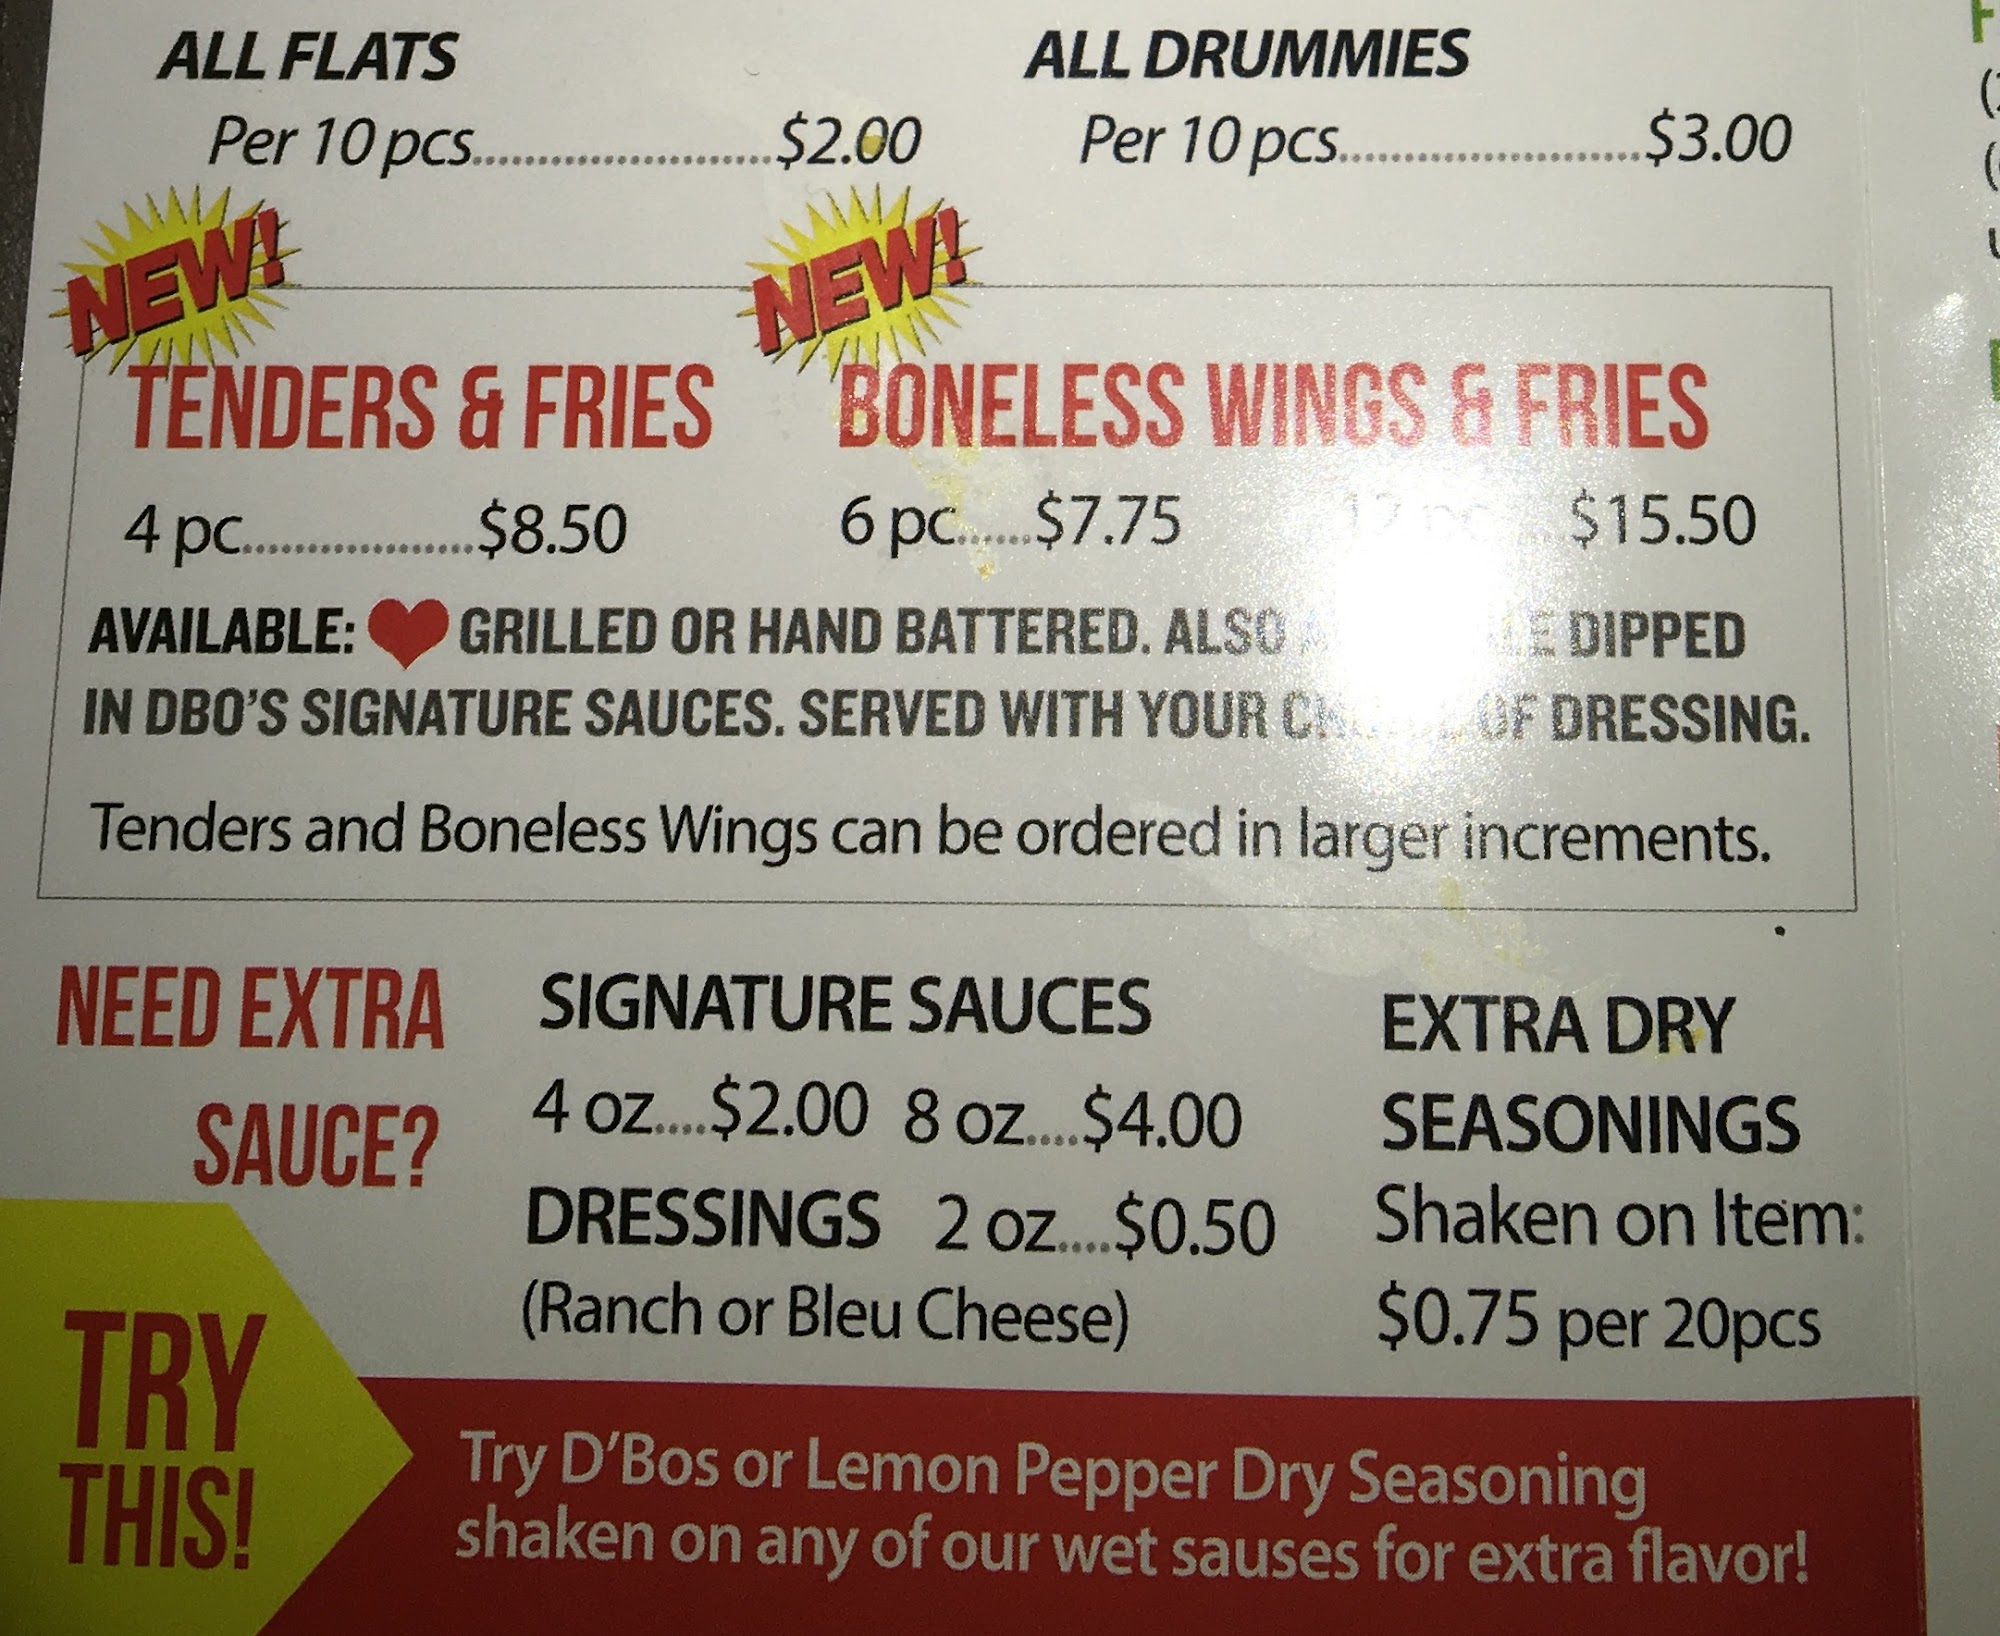 ALL FLATS
Per 10 pcs.......................$2.00
ALL DRUMMIES
Per 10 pcs.......................$3.00
NEW!
TENDERS & FRIES
4 pc..................$8.50
NEW!
BONELESS WINGS & FRIES
6 pc......$7.75 12 pc... $15.50
AVAILABLE: ❤ GRILLED OR HAND BATTERED. ALSO DIPPED
IN DBO'S SIGNATURE SAUCES. SERVED WITH YOUR OF DRESSING.
Tenders and Boneless Wings can be ordered in larger increments.
NEED EXTRA
SAUCE?
SIGNATURE SAUCES
4 oz....$2.00 8 oz....$4.00
DRESSINGS 2 oz....$0.50
(Ranch or Bleu Cheese)
EXTRA DRY
SEASONINGS
Shaken on Item:
$0.75 per 20pcs
TRY
THIS!
Try D'Bos or Lemon Pepper Dry Seasoning
shaken on any of our wet sauses for extra flavor!